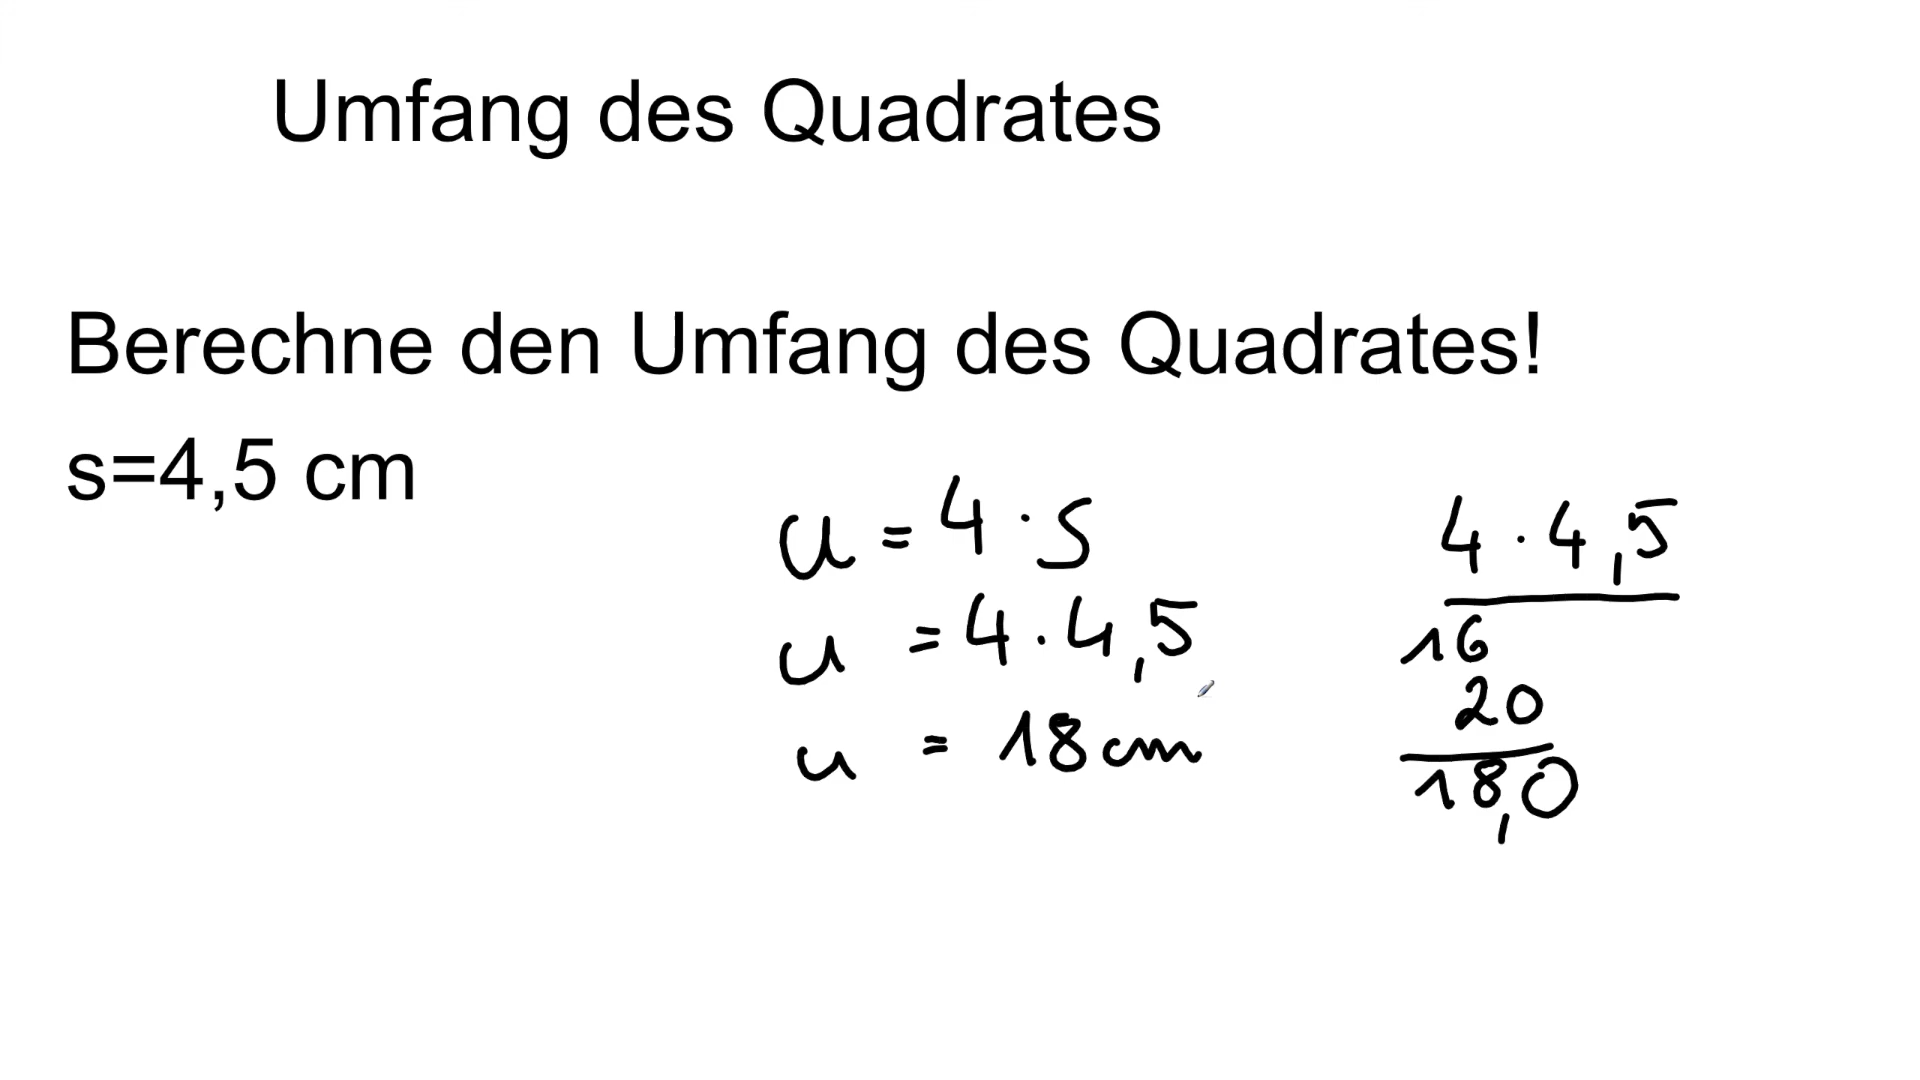 Umfang des Quadrates
Berechne den Umfang des Quadrates!
s=4,5 cm
u = 4 · s
u = 4 · 4,5
u = 18 cm
4 · 4,5
16
20
18,0